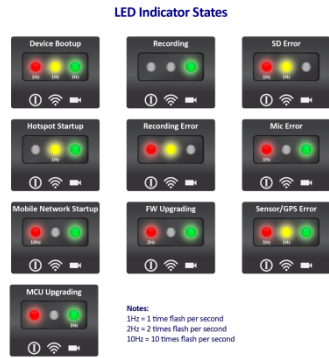 LED Indicator States
Device Bootup
1Hz 1Hz 1Hz
Recording
SD Error
1Hz 1Hz
Hotspot Startup
1Hz
Recording Error
Mic Error
1Hz
Mobile Network Startup
10Hz
FW Upgrading
2Hz
Sensor/GPS Error
1Hz 1Hz
MCU Upgrading
2Hz
Notes:
1Hz = 1 time flash per second
2Hz = 2 times flash per second
10Hz = 10 times flash per second